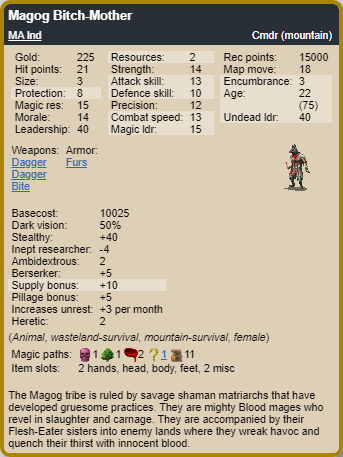 Magog Bitch-Mother
MA Ind Cmdr (mountain)
Gold: 225 Resources: 2 Rec points: 15000
Hit points: 21 Strength: 14 Map move: 18
Size: 3 Attack skill: 13 Encumbrance: 3
Protection: 8 Defence skill: 10 Age: 22
Magic res: 15 Precision: 12 (75)
Morale: 14 Combat speed: 13 Undead ldr: 40
Leadership: 40 Magic ldr: 15
Weapons: Armor:
Dagger Furs
Dagger
Bite
Basecost: 10025
Dark vision: 50%
Stealthy: +40
Inept researcher: -4
Ambidextrous: 2
Berserker: +5
Supply bonus: +10
Pillage bonus: +5
Increases unrest: +3 per month
Heretic: 2
(Animal, wasteland-survival, mountain-survival, female)
Magic paths: 1 1 2 ? 1 11
Item slots: 2 hands, head, body, feet, 2 misc
The Magog tribe is ruled by savage shaman matriarchs that have
developed gruesome practices. They are mighty Blood mages who
revel in slaughter and carnage. They are accompanied by their
Flesh-Eater sisters into enemy lands where they wreak havoc and
quench their thirst with innocent blood.